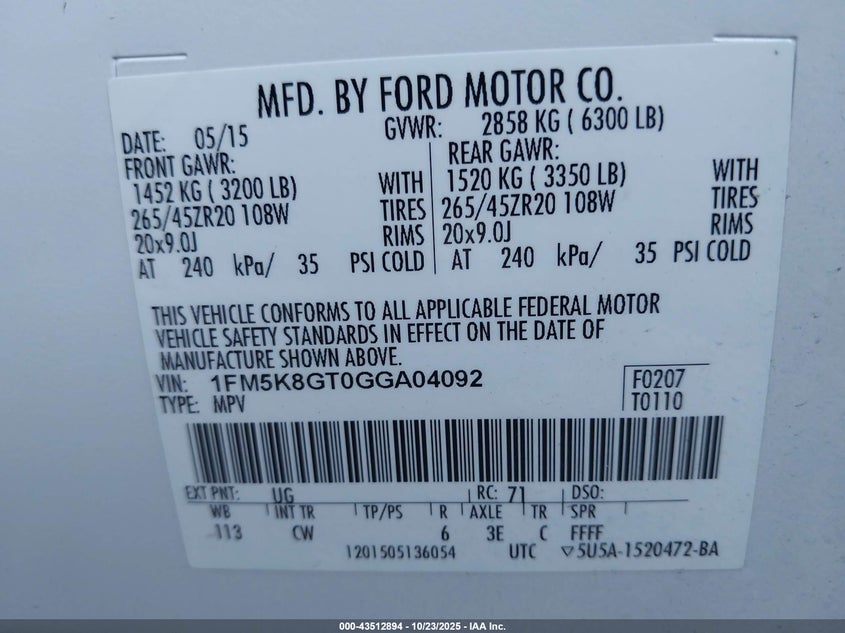 MFD. BY FORD MOTOR CO.
DATE: 05/15 GVWR: 2858 KG ( 6300 LB)
FRONT GAWR: REAR GAWR:
1452 KG ( 3200 LB) WITH 1520 KG ( 3350 LB) WITH
265/45ZR20 108W TIRES 265/45ZR20 108W TIRES
20x9.0J RIMS 20x9.0J RIMS
AT 240 kPa/ 35 PSI COLD AT 240 kPa/ 35 PSI COLD
THIS VEHICLE CONFORMS TO ALL APPLICABLE FEDERAL MOTOR
VEHICLE SAFETY STANDARDS IN EFFECT ON THE DATE OF
MANUFACTURE SHOWN ABOVE.
VIN: 1FM5K8GT0GGA04092 F0207
TYPE: MPV T0110
EXT PNT: UG RC: 71 DSO:
WB INT TR TP/PS R AXLE TR SPR
113 CW 6 3E C FFFF
1201505136054 UTC ▽5U5A-1520472-BA
000-43512894 | 10/23/2025 - IAA Inc.